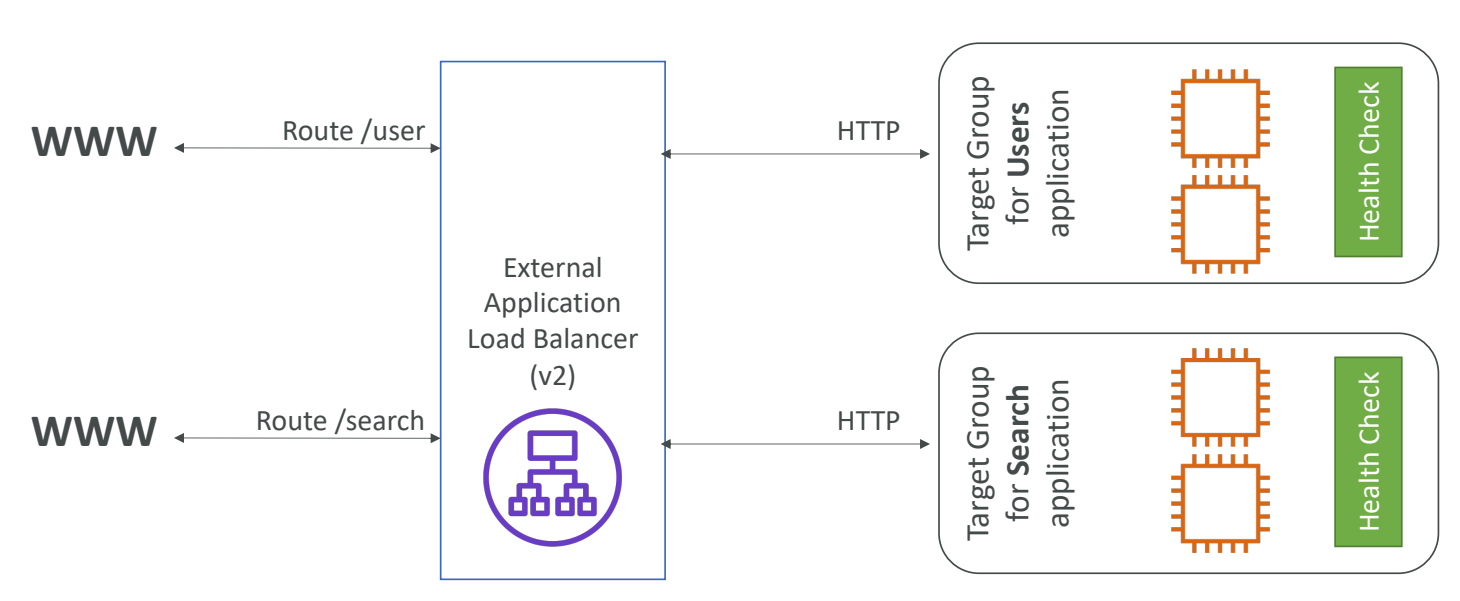 WWW
Route /user
HTTP
Target Group
for Users
application
Health Check
External
Application
Load Balancer
(v2)
WWW
Route /search
HTTP
Target Group
for Search
application
Health Check